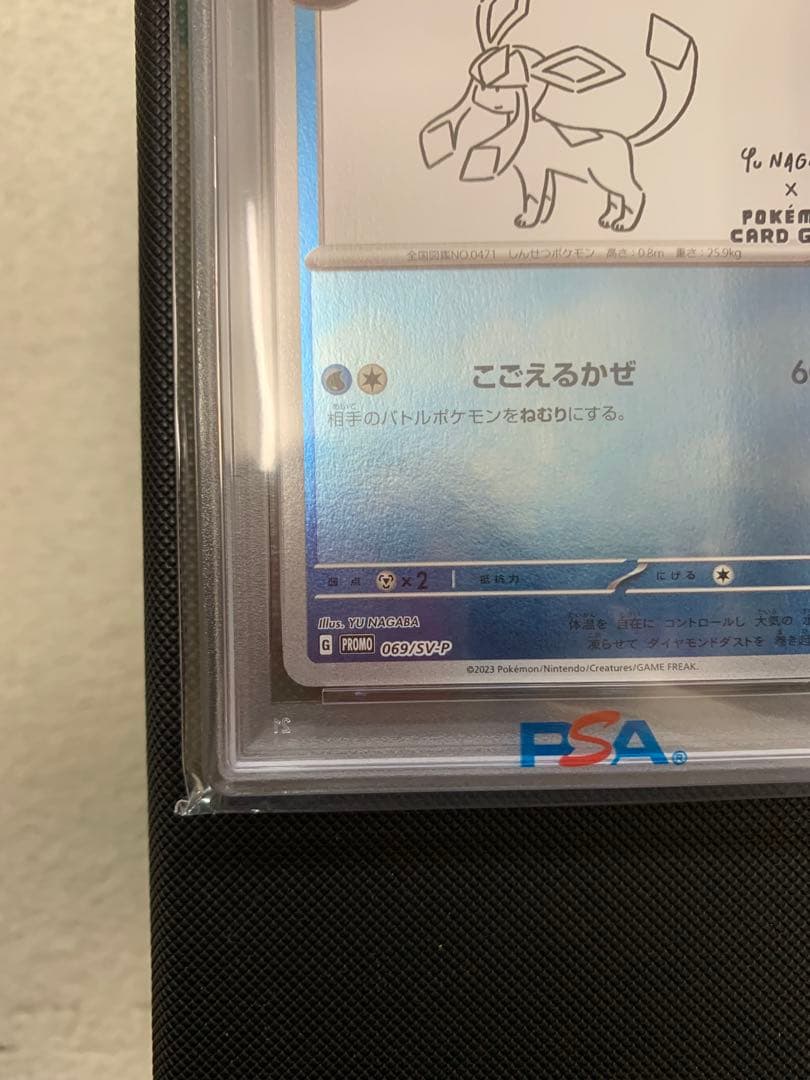 Yu NAG
×
POKÉM
CARD G
全国図鑑NO.0471 しんせつポケモン 高さ:0.8m 重さ:25.9kg
こごえるかぜ 6
相手のバトルポケモンをねむりにする。
弱点 ×2 抵抗力 にげる
Illus. YU NAGABA
G PROMO 069/SV-P
体温を 自在に コントロールし 大気の
凍らせて ダイヤモンドダストを 巻き起
©2023 Pokémon/Nintendo/Creatures/GAME FREAK.
PSA®